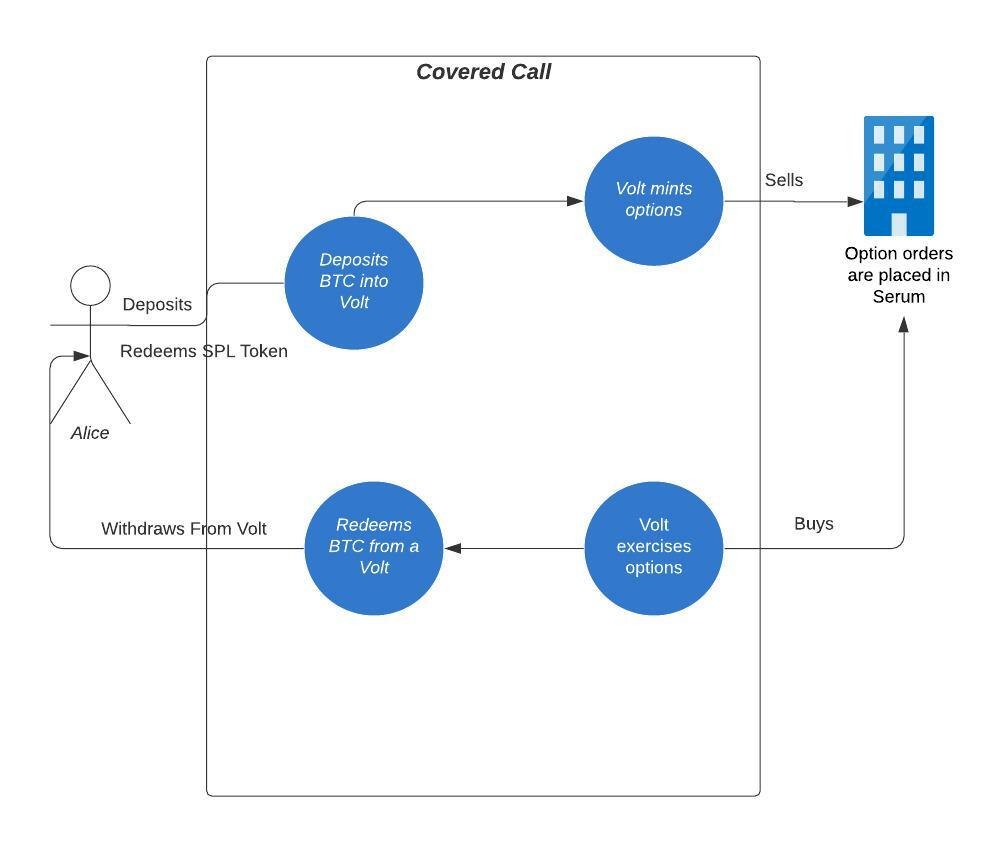 Covered Call
Volt mints
options
Sells
Deposits
BTC into
Volt
Option orders
are placed in
Serum
Deposits
Redeems SPL Token
Alice
Withdraws From Volt
Redeems
BTC from a
Volt
Volt
exercises
options
Buys